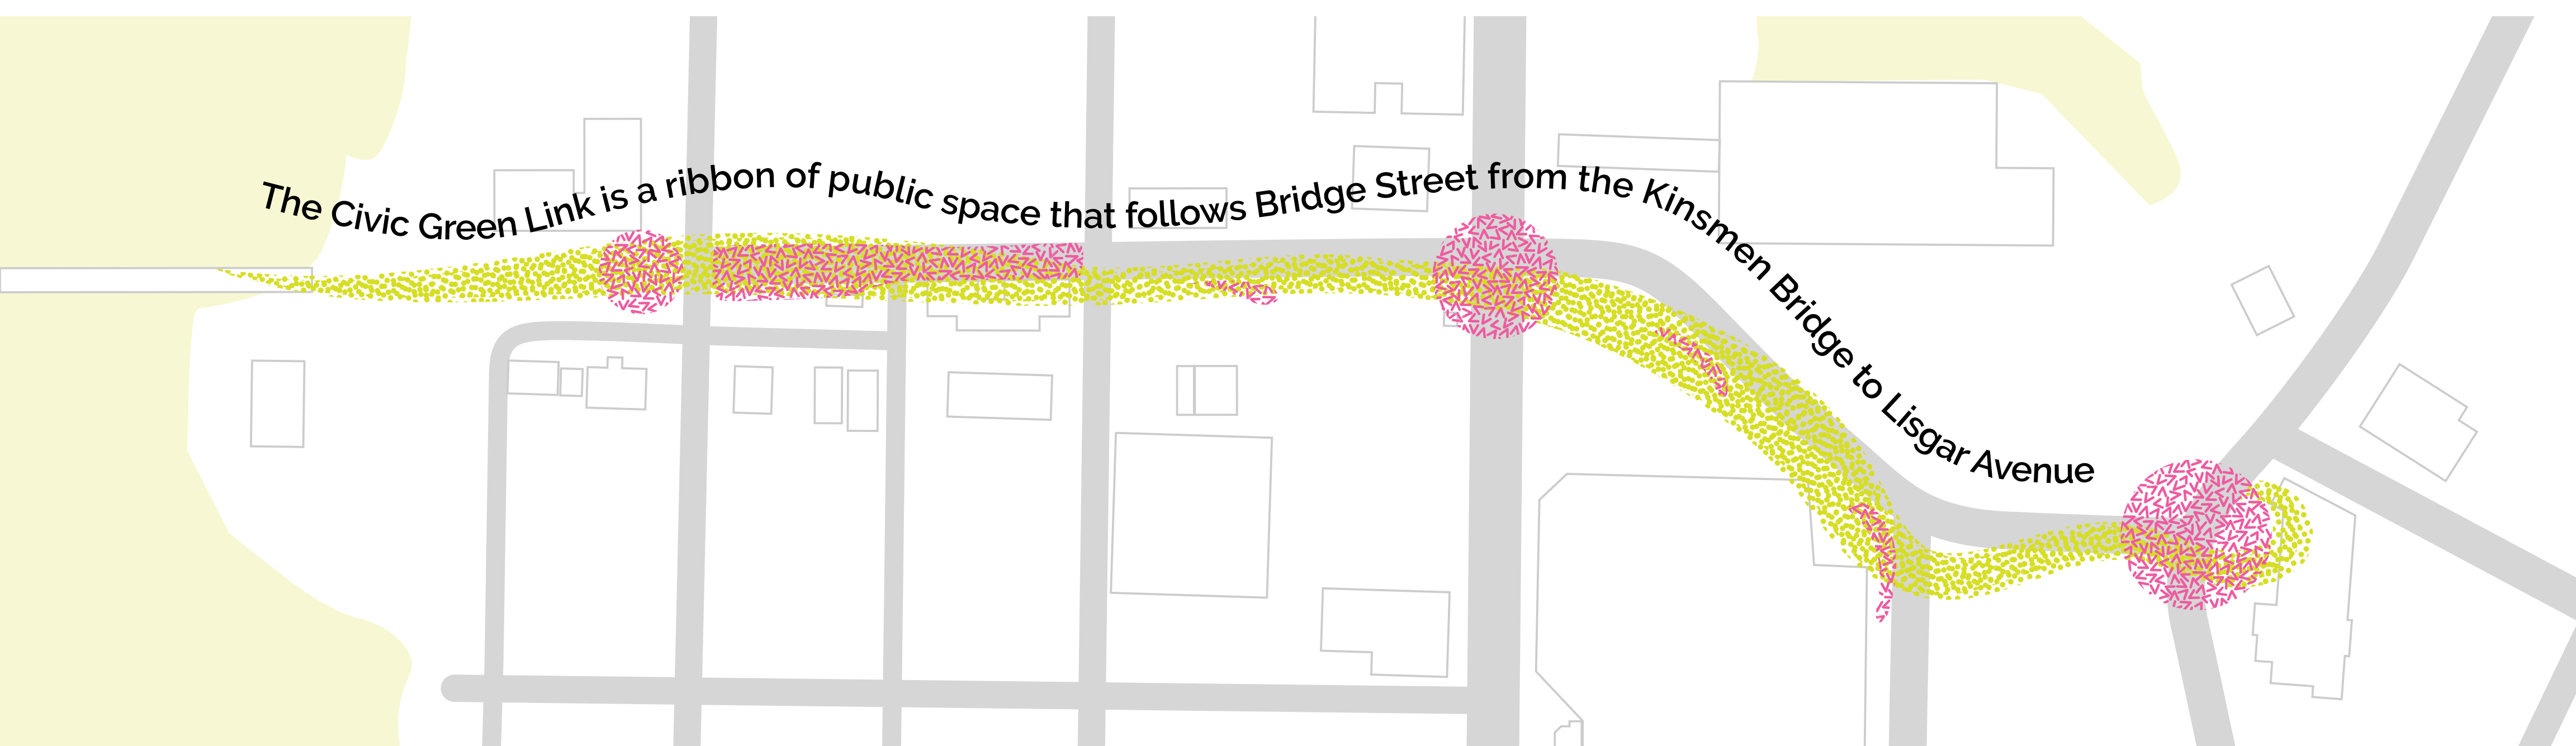 The Civic Green Link is a ribbon of public space that follows Bridge Street from the Kinsmen Bridge to Lisgar Avenue